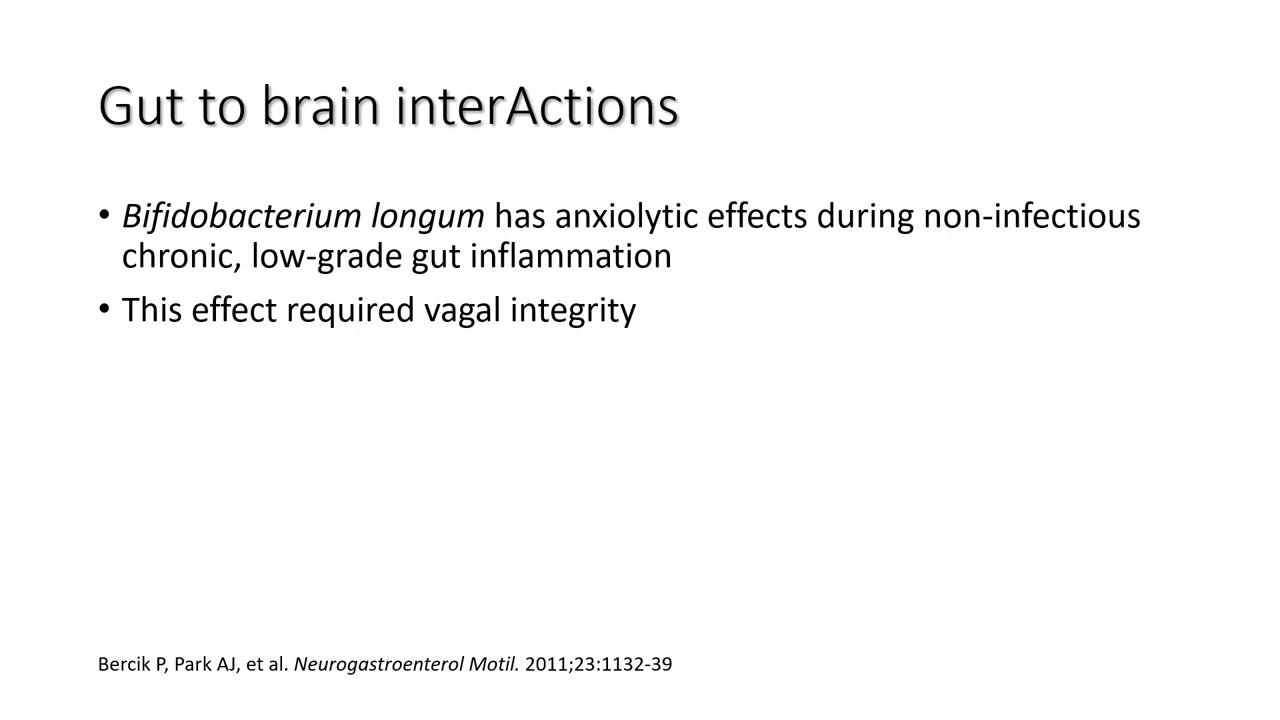 Gut to brain interActions
• Bifidobacterium longum has anxiolytic effects during non-infectious
chronic, low-grade gut inflammation
• This effect required vagal integrity
Bercik P, Park AJ, et al. Neurogastroenterol Motil. 2011;23:1132-39